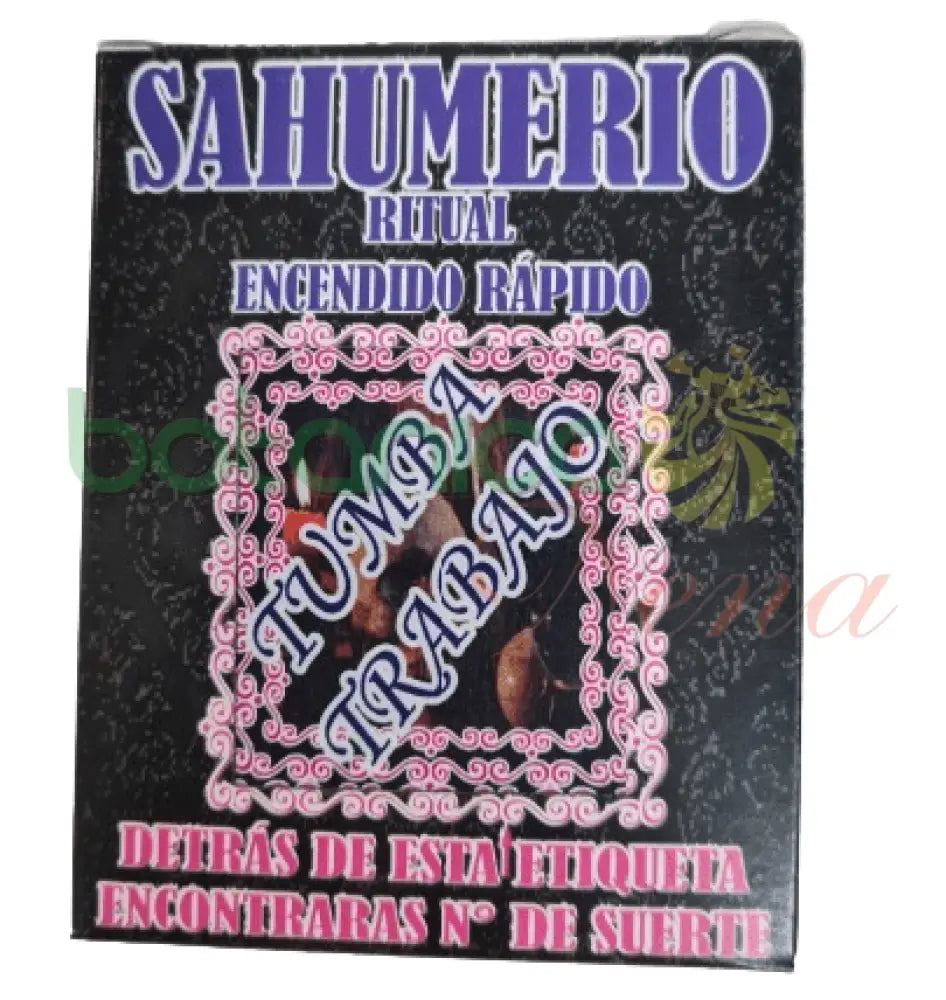 SAHUMERIO
RITUAL
ENCENDIDO RÁPIDO
TUMBA
TRABAJO
DETRÁS DE ESTA ETIQUETA
ENCONTRARAS N° DE SUERTE